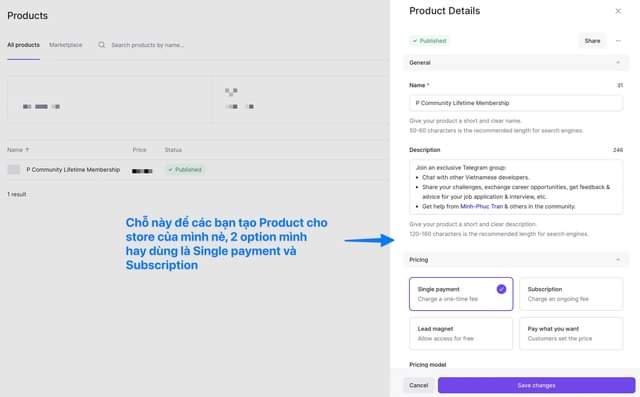 Products
All products
Marketplace
Search products by name...
Name ↑
Price
Status
P Community Lifetime Membership
✓ Published
1 result
Chỗ này để các bạn tạo Product cho
store của mình nè, 2 option mình
hay dùng là Single payment và
Subscription
Product Details
✓ Published
Share
General
Name *
31
P Community Lifetime Membership
Give your product a short and clear name.
50-60 characters is the recommended length for search engines.
Description
246
Join an exclusive Telegram group:
• Chat with other Vietnamese developers.
• Share your challenges, exchange career opportunities, get feedback &
advice for your job application & interview, etc.
• Get help from Minh-Phuc Tran & others in the community.
Give your product a short and clear description.
120-160 characters is the recommended length for search engines.
Pricing
Single payment
Charge a one-time fee
Subscription
Charge an ongoing fee
Lead magnet
Allow access for free
Pay what you want
Customers set the price
Pricing model
Cancel
Save changes